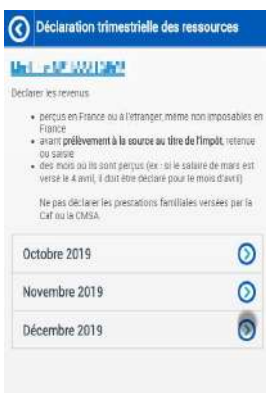 Déclaration trimestrielle des ressources
Déclarer les revenus
perçus en France ou à l'étranger, même non imposables en
France
avant prélèvement à la source au titre de l'impôt, retenue
ou saisie
des mois où ils sont perçus (ex : si le salaire de mars est
versé le 4 avril, il doit être déclaré pour le mois d'avril)
Ne pas déclarer les prestations familiales versées par la
Caf ou la CMSA.
Octobre 2019
Novembre 2019
Décembre 2019